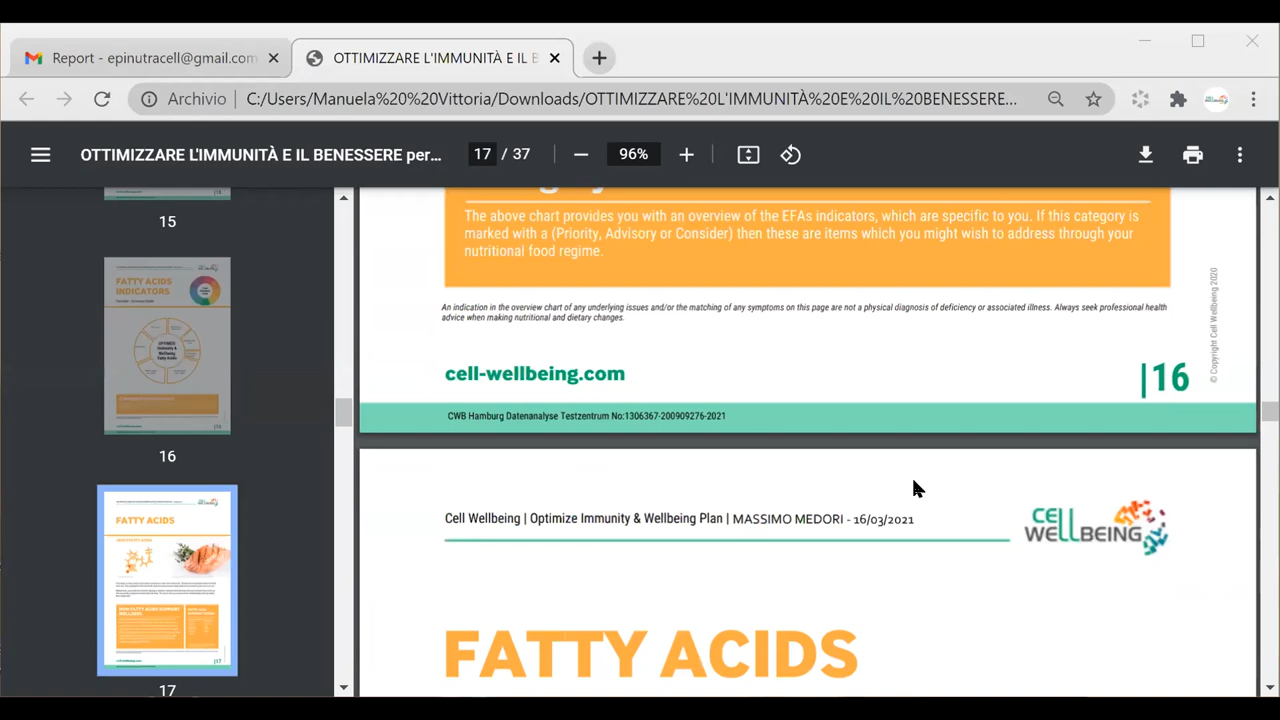 Report - epinutracell@gmail.com
OTTIMIZZARE L'IMMUNITÀ E IL B
Archivio
C:/Users/Manuela%20%20Vittoria/Downloads/OTTIMIZZARE%20L'IMMUNITÀ%20E%20IL%20BENESSERE...
OTTIMIZZARE L'IMMUNITÀ E IL BENESSERE per...
17 / 37
96%
15
FATTY ACIDS
INDICATORS
16
FATTY ACIDS
17
The above chart provides you with an overview of the EFAs indicators, which are specific to you. If this category is
marked with a (Priority, Advisory or Consider) then these are items which you might wish to address through your
nutritional food regime.
An indication in the overview chart of any underlying issues and/or the matching of any symptoms on this page are not a physical diagnosis of deficiency or associated illness. Always seek professional health
advice when making nutritional and dietary changes.
© Copyright Cell Wellbeing 2020
cell-wellbeing.com
|16
CWB Hamburg Datenanalyse Testzentrum No:1306367-200909276-2021
Cell Wellbeing | Optimize Immunity & Wellbeing Plan | MASSIMO MEDORI - 16/03/2021
CELL
WELLBEING
FATTY ACIDS